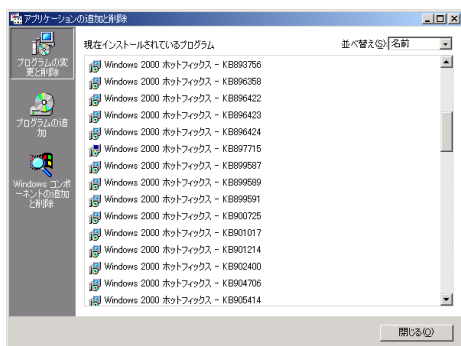 アプリケーションの追加と削除
プログラムの変
更と削除
プログラムの追
加
Windows コンポ
ーネントの追加
と削除
現在インストールされているプログラム
並べ替え(S): 名前
Windows 2000 ホットフィックス - KB893756
Windows 2000 ホットフィックス - KB896358
Windows 2000 ホットフィックス - KB896422
Windows 2000 ホットフィックス - KB896423
Windows 2000 ホットフィックス - KB896424
Windows 2000 ホットフィックス - KB897715
Windows 2000 ホットフィックス - KB899587
Windows 2000 ホットフィックス - KB899589
Windows 2000 ホットフィックス - KB899591
Windows 2000 ホットフィックス - KB900725
Windows 2000 ホットフィックス - KB901017
Windows 2000 ホットフィックス - KB901214
Windows 2000 ホットフィックス - KB902400
Windows 2000 ホットフィックス - KB904706
Windows 2000 ホットフィックス - KB905414
閉じる(O)